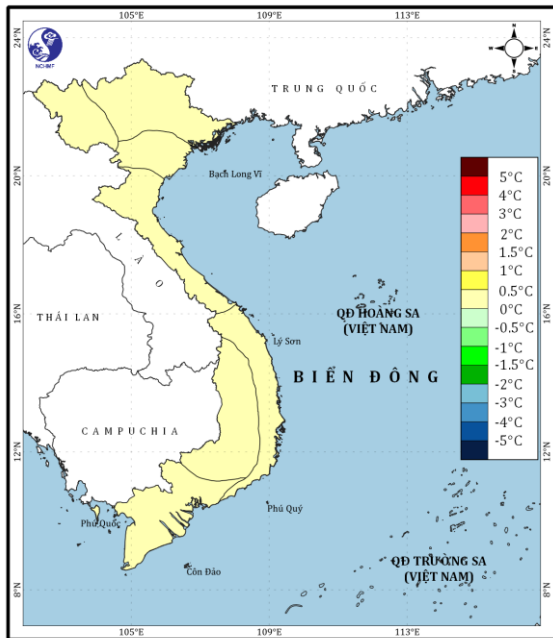 105°E 109°E 113°E
24°N
20°N
16°N
12°N
8°N
24°N
20°N
16°N
12°N
8°N
NCHMF
N
W E
S
TRUNG QUỐC
Bạch Long Vĩ
LÀO
THÁI LAN
QĐ HOÀNG SA
(VIỆT NAM)
Lý Sơn
BIỂN ĐÔNG
CAMPUCHIA
Phú Quốc
Phú Quý
Côn Đảo
QĐ TRƯỜNG SA
(VIỆT NAM)
5°C
4°C
3°C
2°C
1.5°C
1°C
0.5°C
0°C
-0.5°C
-1°C
-1.5°C
-2°C
-3°C
-4°C
-5°C
105°E 109°E 113°E